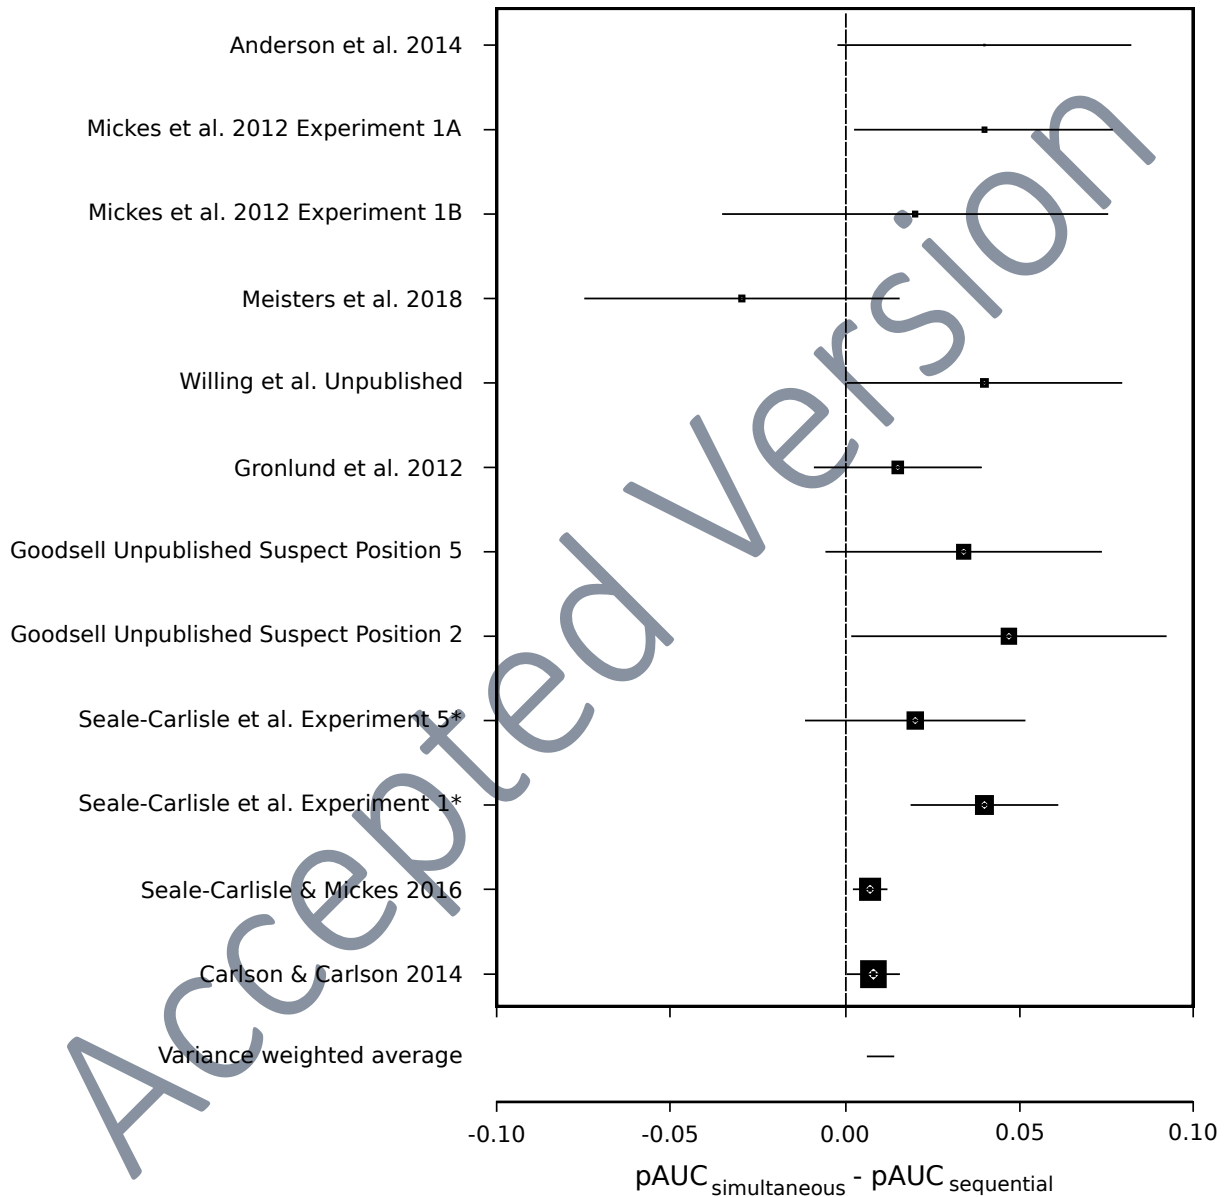 Anderson et al. 2014
Mickes et al. 2012 Experiment 1A
Mickes et al. 2012 Experiment 1B
Meisters et al. 2018
Willing et al. Unpublished
Gronlund et al. 2012
Goodsell Unpublished Suspect Position 5
Goodsell Unpublished Suspect Position 2
Seale-Carlisle et al. Experiment 5*
Seale-Carlisle et al. Experiment 1*
Seale-Carlisle & Mickes 2016
Carlson & Carlson 2014
Variance weighted average
-0.10 -0.05 0.00 0.05 0.10
pAUC simultaneous - pAUC sequential
Accepted Version